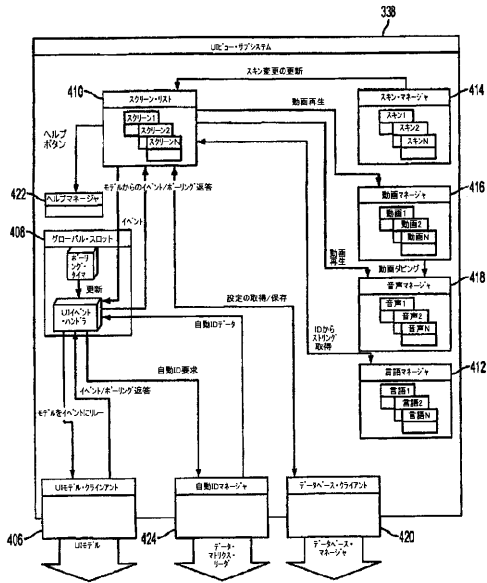 338
UIビュー・サブシステム
スキン変更の更新
410
スクリーン・リスト
スクリーン1
スクリーン2
スクリーンN
動画再生
スキン・マネージャ
414
スキン1
スキン2
スキンN
ヘルプ
ボタン
モデルからのイベント/ポーリング返答
422
ヘルプマネージャ
動画マネージャ
416
動画1
動画2
動画N
イベント
408
グローバル・スロット
ポー
リング・
タイマ
更新
UIイベント・
ハンドラ
動画
再生
動画ダビング
音声マネージャ
418
音声1
音声2
音声N
設定の取得/保存
自動IDデータ
IDから
ストリング
取得
言語マネージャ
412
言語1
言語2
言語N
自動ID要求
イベント/ポーリング返答
モデルをイベントにリレー
UIモデル・クラインアント
自動IDマネージャ
データベース・クライアント
406
424
420
UIモデル
データ・
マトリクス・
リーダ
データベース・
マネージャ